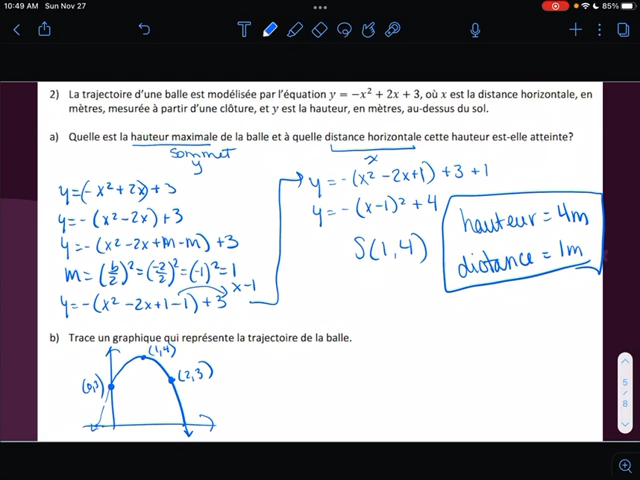 10:49 AM Sun Nov 27
85%
2) La trajectoire d'une balle est modélisée par l'équation y = −x² + 2x + 3, où x est la distance horizontale, en
mètres, mesurée à partir d'une clôture, et y est la hauteur, en mètres, au-dessus du sol.
a) Quelle est la hauteur maximale de la balle et à quelle distance horizontale cette hauteur est-elle atteinte?
sommet
y
x
y=(-x²+2x)+3
y=-(x²-2x)+3
y=-(x²-2x+m-m)+3
m=(b/2)²=(-2/2)²=(-1)²=1
x-1
y=-(x²-2x+1-1)+3
y=-(x²-2x+1)+3+1
y=-(x-1)²+4
S(1,4)
hauteur=4m
distance=1m
b) Trace un graphique qui représente la trajectoire de la balle.
(1,4)
(0,3)
(2,3)
5
/
8